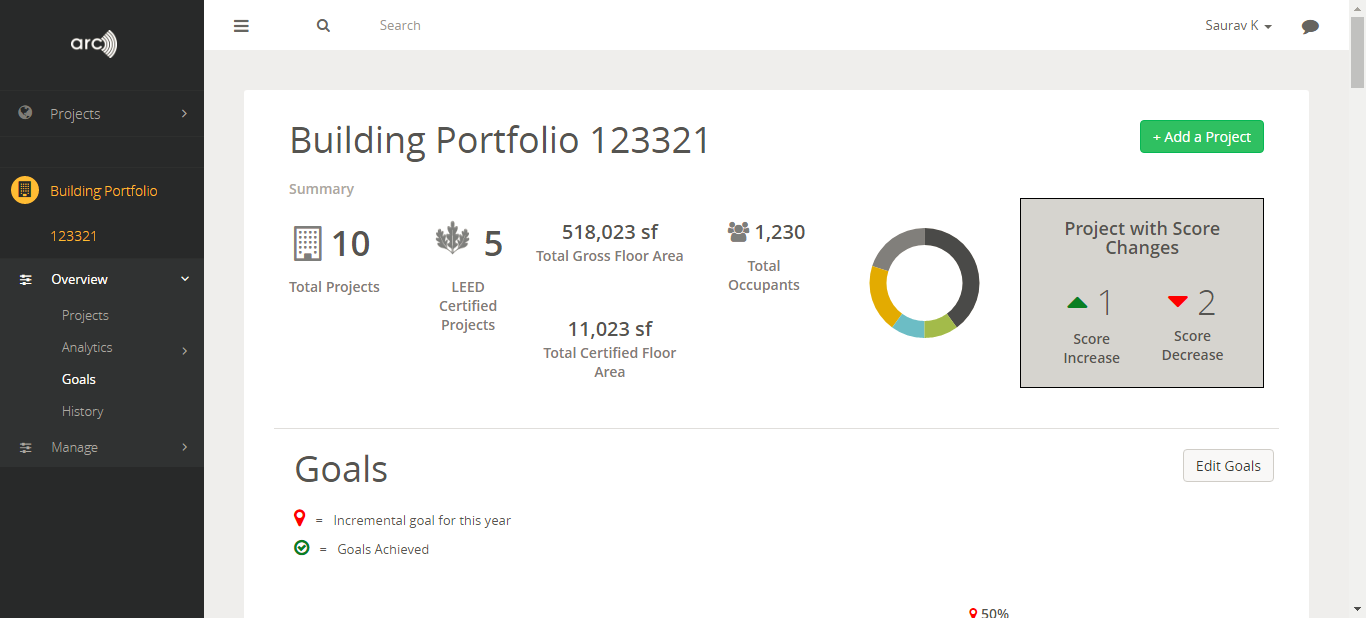 arc
Search
Saurav K
Projects
Building Portfolio
123321
Overview
Projects
Analytics
Goals
History
Manage
Building Portfolio 123321
+ Add a Project
Summary
10
Total Projects
5
LEED
Certified
Projects
518,023 sf
Total Gross Floor Area
11,023 sf
Total Certified Floor
Area
1,230
Total
Occupants
Project with Score
Changes
1
Score
Increase
2
Score
Decrease
Goals
Edit Goals
= Incremental goal for this year
= Goals Achieved
50%